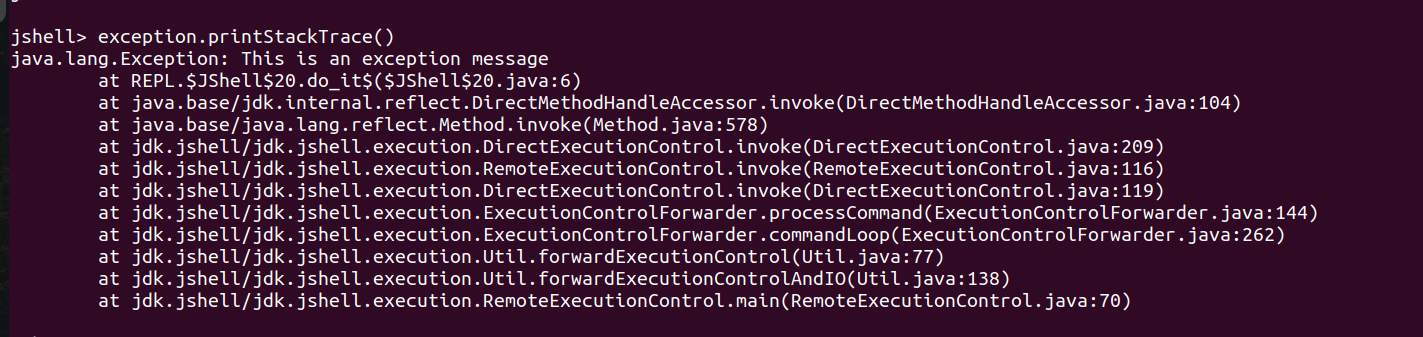 jshell> exception.printStackTrace()
java.lang.Exception: This is an exception message
        at REPL.$JShell$20.do_it$($JShell$20.java:6)
        at java.base/jdk.internal.reflect.DirectMethodHandleAccessor.invoke(DirectMethodHandleAccessor.java:104)
        at java.base/java.lang.reflect.Method.invoke(Method.java:578)
        at jdk.jshell/jdk.jshell.execution.DirectExecutionControl.invoke(DirectExecutionControl.java:209)
        at jdk.jshell/jdk.jshell.execution.RemoteExecutionControl.invoke(RemoteExecutionControl.java:116)
        at jdk.jshell/jdk.jshell.execution.DirectExecutionControl.invoke(DirectExecutionControl.java:119)
        at jdk.jshell/jdk.jshell.execution.ExecutionControlForwarder.processCommand(ExecutionControlForwarder.java:144)
        at jdk.jshell/jdk.jshell.execution.ExecutionControlForwarder.commandLoop(ExecutionControlForwarder.java:262)
        at jdk.jshell/jdk.jshell.execution.Util.forwardExecutionControl(Util.java:77)
        at jdk.jshell/jdk.jshell.execution.Util.forwardExecutionControlAndIO(Util.java:138)
        at jdk.jshell/jdk.jshell.execution.RemoteExecutionControl.main(RemoteExecutionControl.java:70)